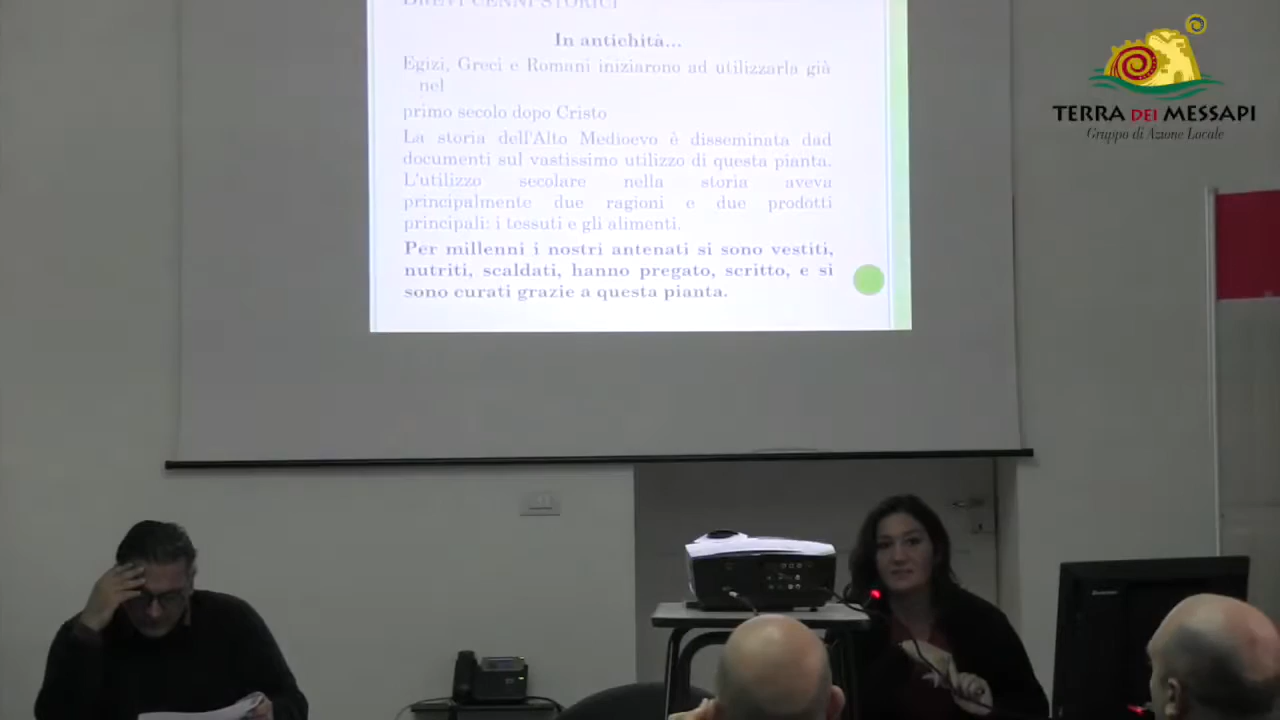 BREVI CENNI STORICI
In antichità...
Egizi, Greci e Romani iniziarono ad utilizzarla già
nel
primo secolo dopo Cristo
La storia dell'Alto Medioevo è disseminata dad
documenti sul vastissimo utilizzo di questa pianta.
L'utilizzo secolare nella storia aveva
principalmente due ragioni e due prodotti
principali: i tessuti e gli alimenti.
Per millenni i nostri antenati si sono vestiti,
nutriti, scaldati, hanno pregato, scritto, e si
sono curati grazie a questa pianta.
TERRA DEI MESSAPI
Gruppo di Azione Locale